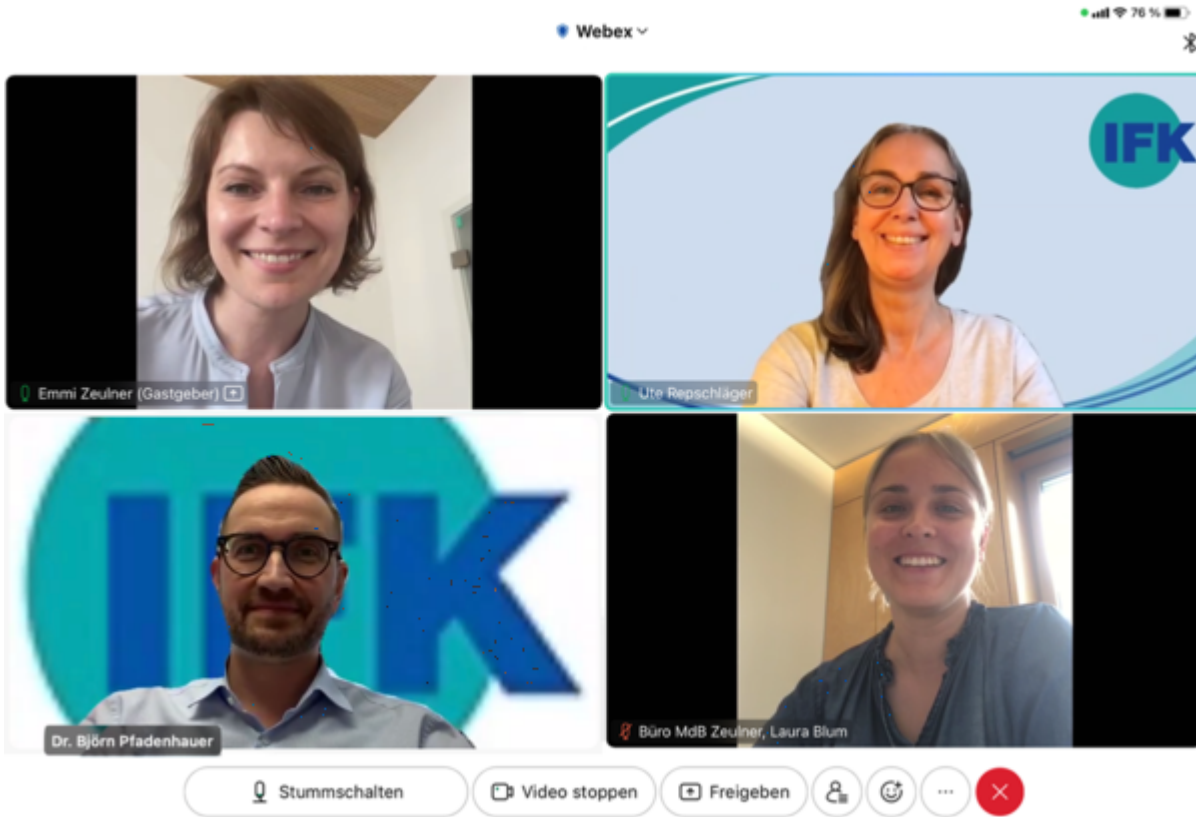 76 %
Webex
IFK
Emmi Zeulner (Gastgeber)
Ute Repschläger
IFK
Dr. Björn Pfadenhauer
Büro MdB Zeulner, Laura Blum
Stummschalten
Video stoppen
Freigeben